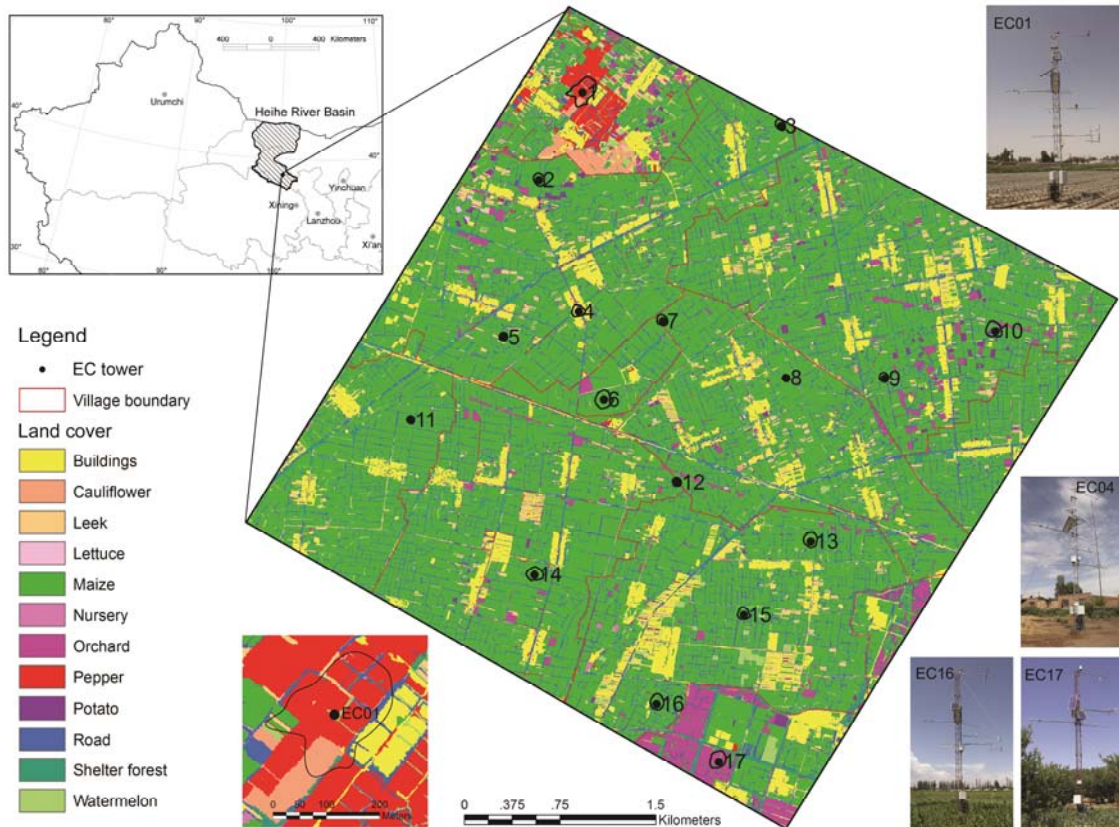 80°
90°
100°
110°
400 0 400 Kilometers
40°
Urumchi
Heihe River Basin
40°
Yinchuan
Xining
Lanzhou
Xi'an
30°
80°
90°
100°
110°
EC01
1
2
3
4
5
6
7
8
9
10
11
12
13
14
15
16
17
Legend
EC tower
Village boundary
Land cover
Buildings
Cauliflower
Leek
Lettuce
Maize
Nursery
Orchard
Pepper
Potato
Road
Shelter forest
Watermelon
EC01
0 50 100 200
Meters
0 .375 .75 1.5
Kilometers
EC04
EC16
EC17